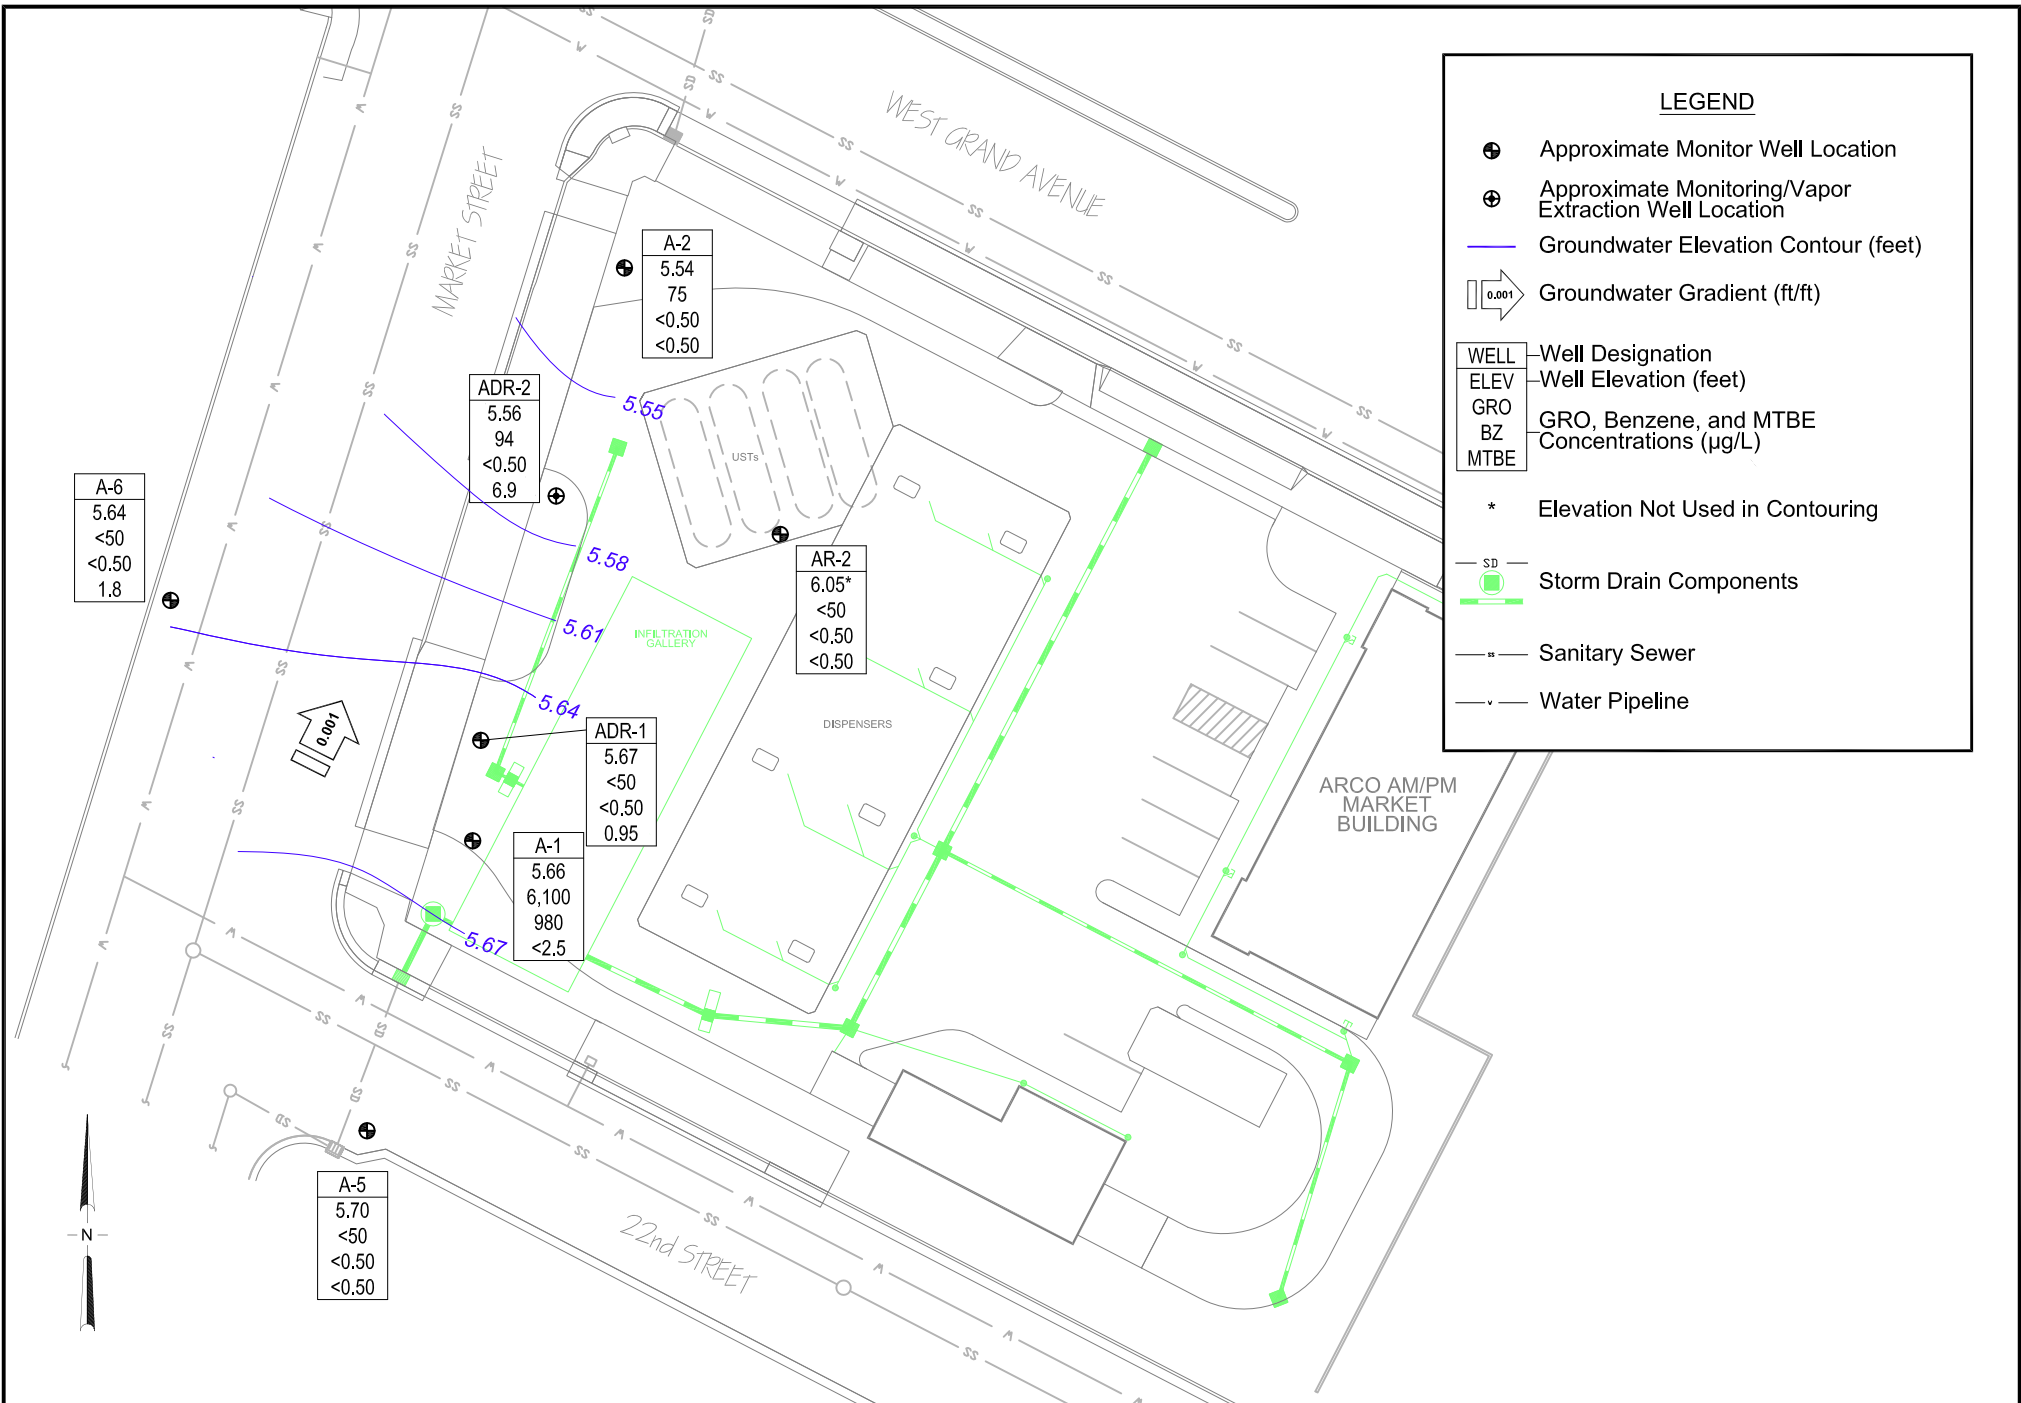 WEST GRAND AVENUE
MARKET STREET
22nd STREET
LEGEND
Approximate Monitor Well Location
Approximate Monitoring/Vapor
Extraction Well Location
Groundwater Elevation Contour (feet)
0.001
Groundwater Gradient (ft/ft)
WELL
Well Designation
ELEV
Well Elevation (feet)
GRO
BZ
MTBE
GRO, Benzene, and MTBE
Concentrations (µg/L)
*
Elevation Not Used in Contouring
SD
Storm Drain Components
SS
Sanitary Sewer
W
Water Pipeline
A-2
5.54
75
<0.50
<0.50
ADR-2
5.56
94
<0.50
6.9
A-6
5.64
<50
<0.50
1.8
AR-2
6.05*
<50
<0.50
<0.50
ADR-1
5.67
<50
<0.50
0.95
A-1
5.66
6,100
980
<2.5
A-5
5.70
<50
<0.50
<0.50
5.55
5.58
5.61
5.64
5.67
0.001
USTs
INFILTRATION
GALLERY
DISPENSERS
ARCO AM/PM
MARKET
BUILDING
N